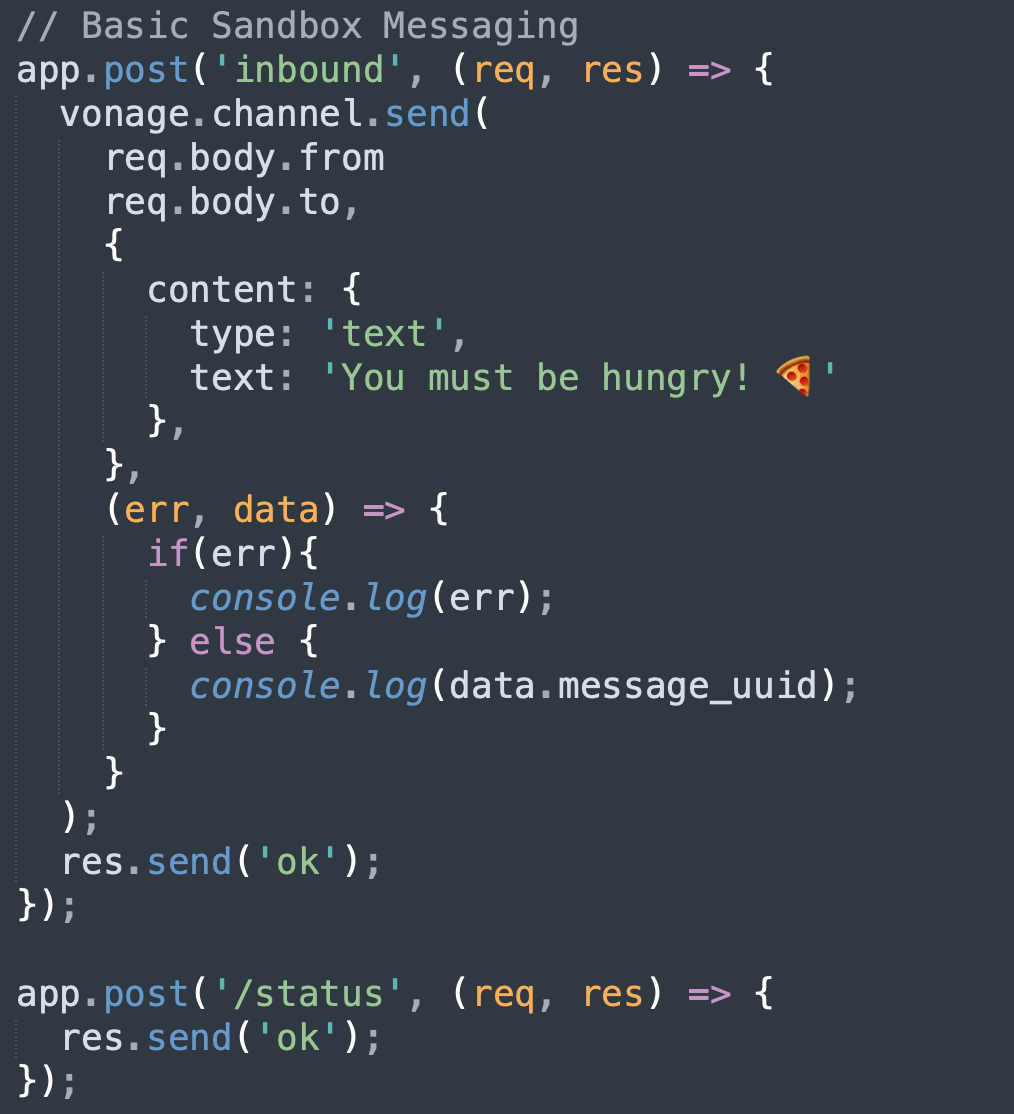 // Basic Sandbox Messaging
app.post('inbound', (req, res) => {
  vonage.channel.send(
    req.body.from
    req.body.to,
    {
      content: {
        type: 'text',
        text: 'You must be hungry! 🍕'
      },
    },
    (err, data) => {
      if(err){
        console.log(err);
      } else {
        console.log(data.message_uuid);
      }
    }
  );
  res.send('ok');
});

app.post('/status', (req, res) => {
  res.send('ok');
});